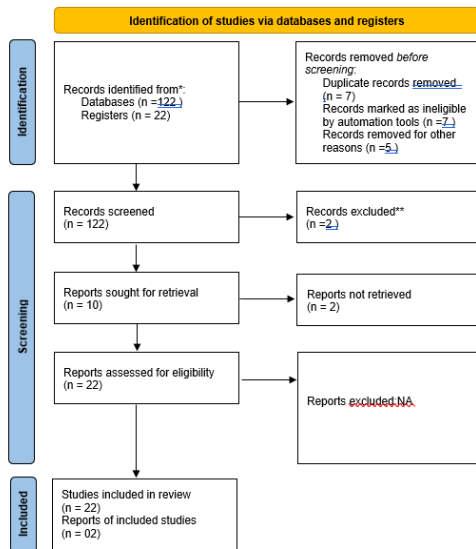 Identification of studies via databases and registers
Identification
Records identified from*:
Databases (n =122 )
Registers (n = 22)
Records removed before
screening:
Duplicate records removed
(n = 7)
Records marked as ineligible
by automation tools (n =7 )
Records removed for other
reasons (n =5 )
Screening
Records screened
(n = 122)
Records excluded**
(n =2 )
Reports sought for retrieval
(n = 10)
Reports not retrieved
(n = 2)
Reports assessed for eligibility
(n = 22)
Reports excluded:NA
Included
Studies included in review
(n = 22)
Reports of included studies
(n = 02)